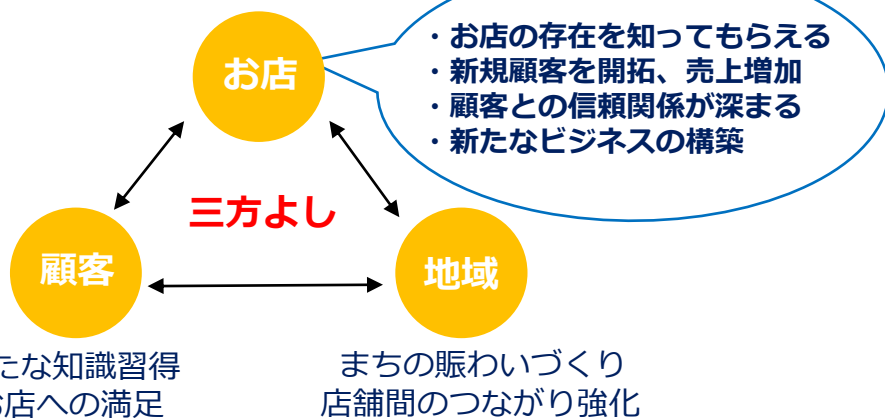 お店
・お店の存在を知ってもらえる
・新規顧客を開拓、売上増加
・顧客との信頼関係が深まる
・新たなビジネスの構築
三方よし
顧客
地域
たな知識習得
お店への満足
まちの賑わいづくり
店舗間のつながり強化